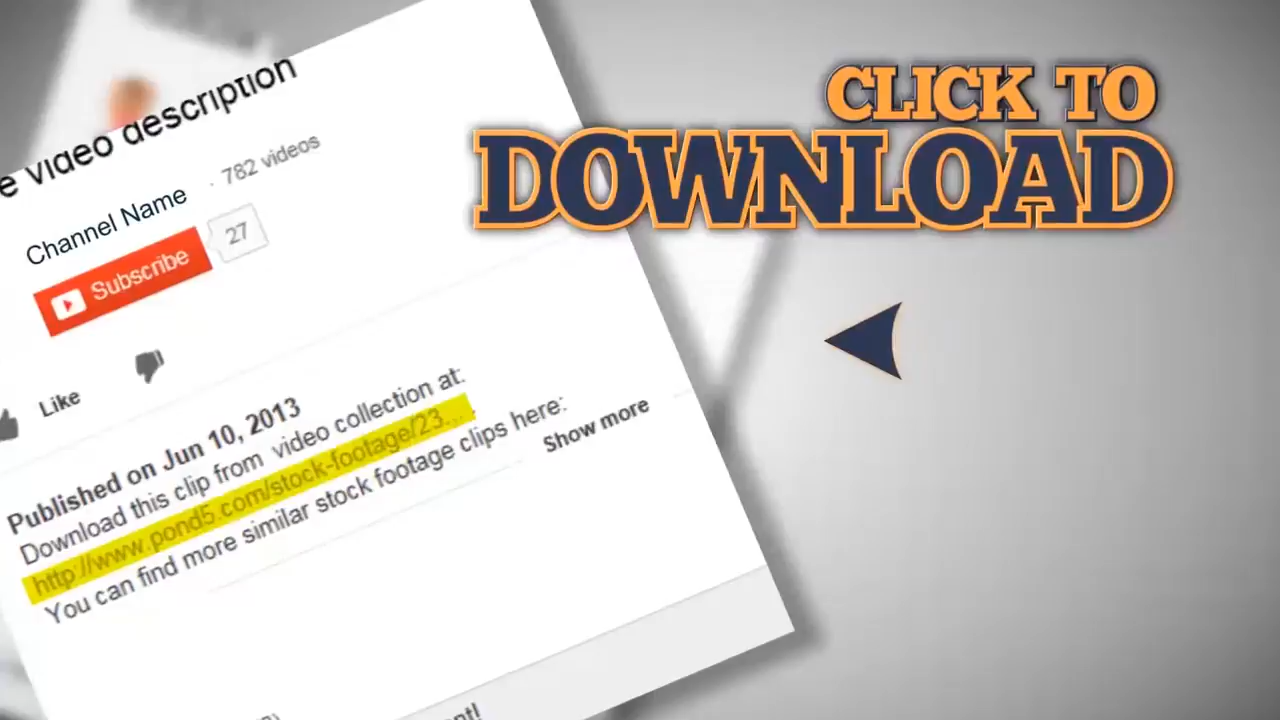 CLICK TO
DOWNLOAD
e video description
Channel Name
· 782 videos
Subscribe
27
Like
Published on Jun 10, 2013
Download this clip from video collection at:
http://www.pond5.com/stock-footage/23... .
You can find more similar stock footage clips here:
Show more